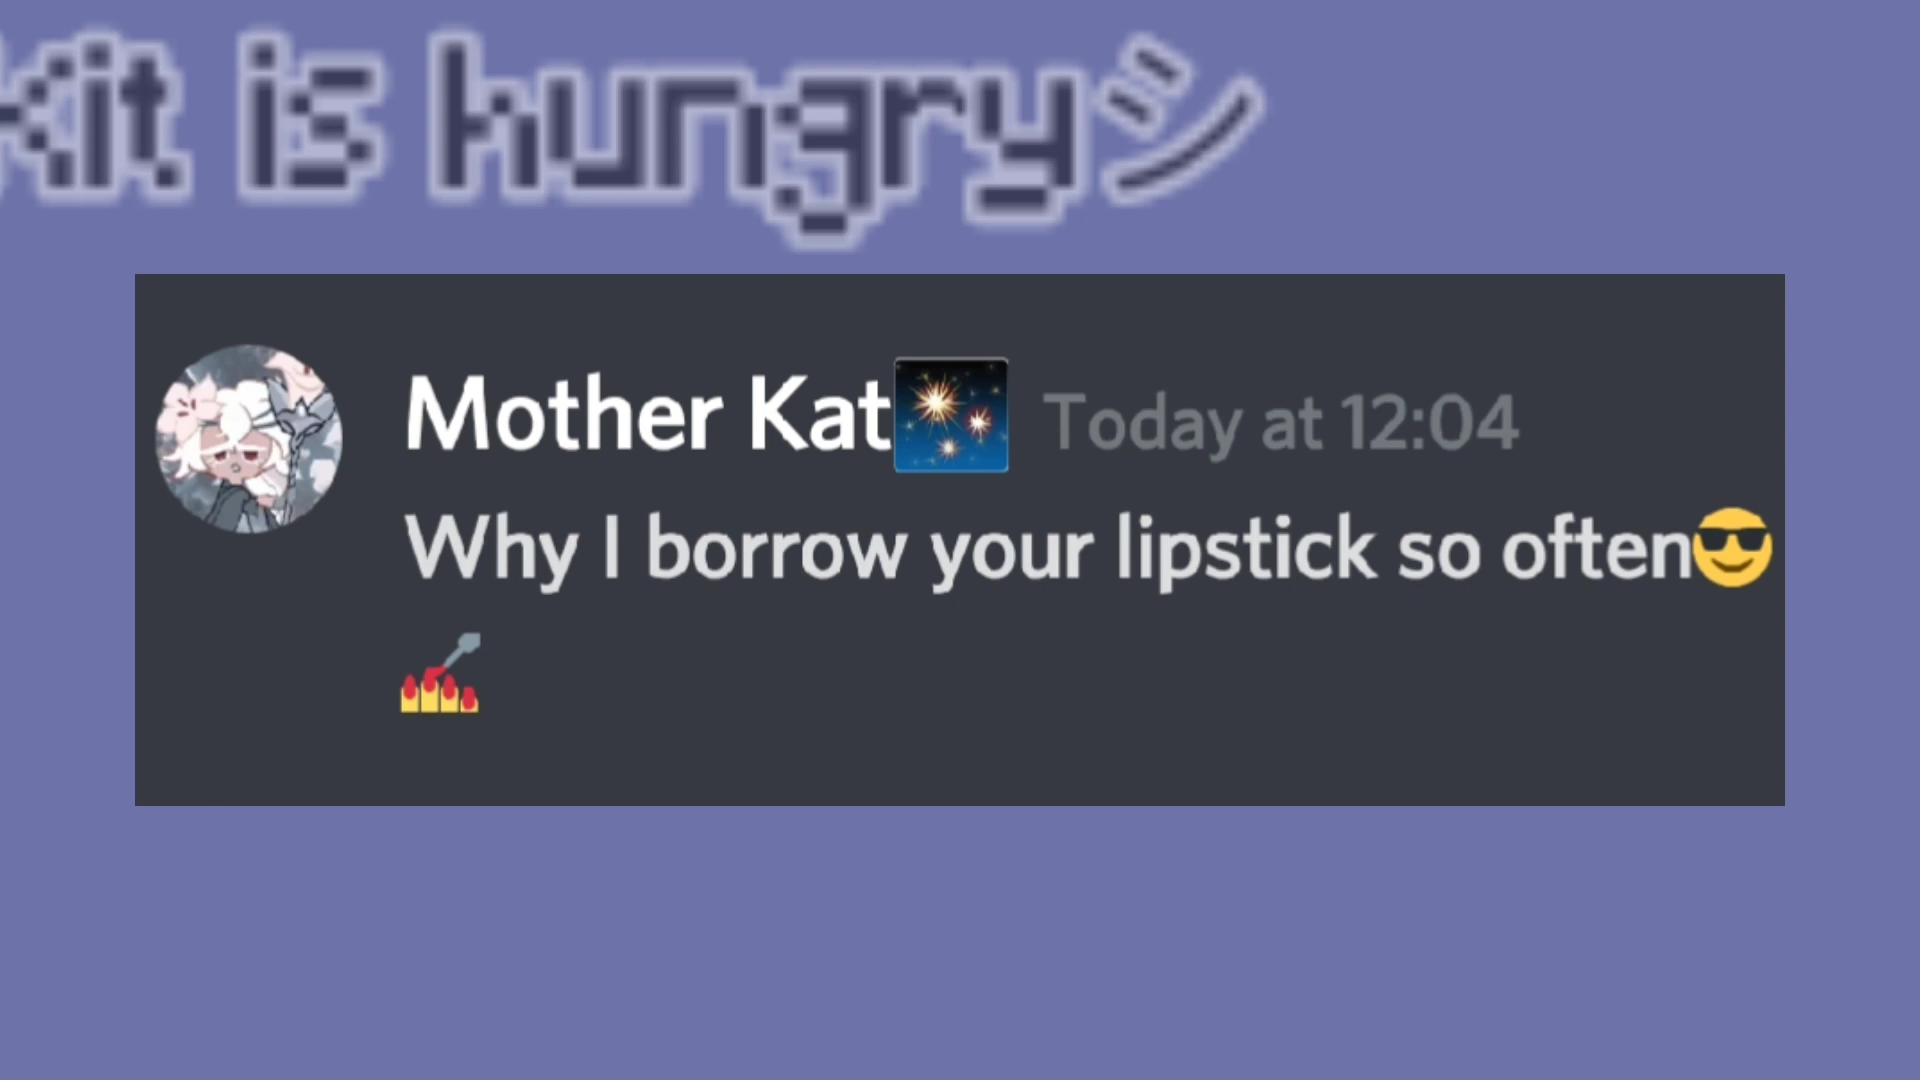 Kit is hungryシ
Mother Kat🎇 Today at 12:04
Why I borrow your lipstick so often😎
💅